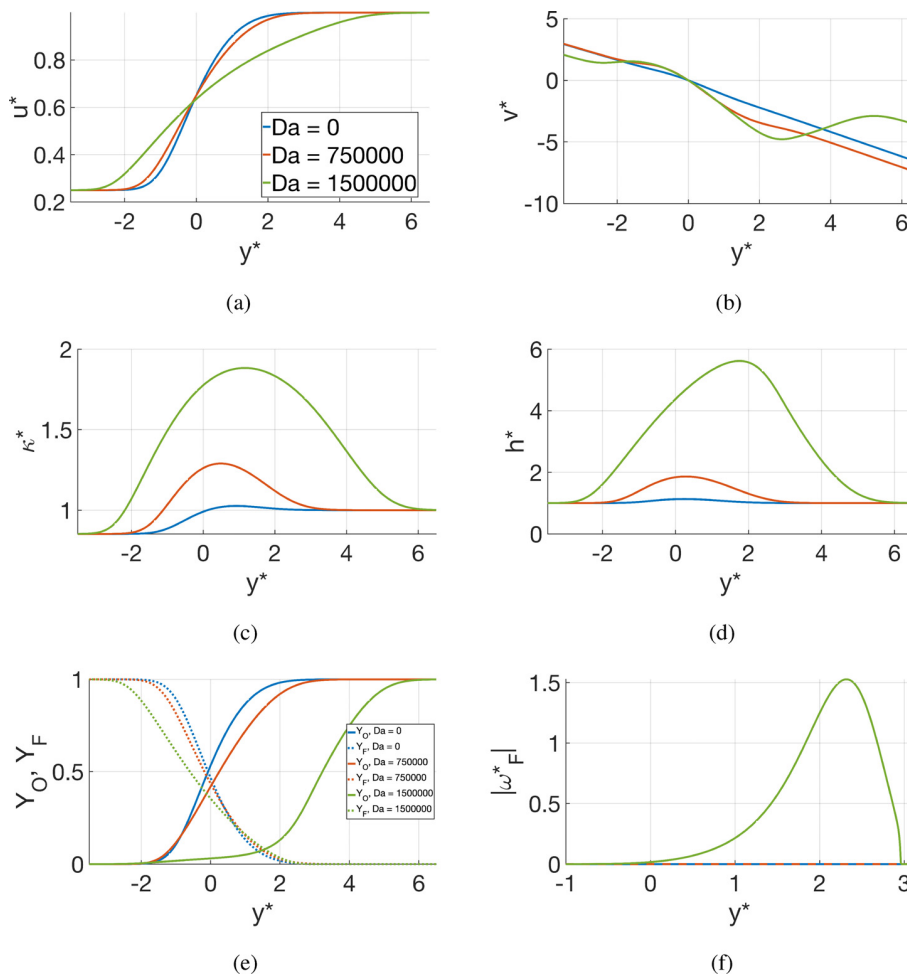 0.8
0.6
0.4
0.2
u*
-2 0 2 4 6
y*
Da = 0
Da = 750000
Da = 1500000
(a)
5
0
-5
-10
v*
-2 0 2 4 6
y*
(b)
2
1.5
1
κ*
-2 0 2 4 6
y*
(c)
6
4
2
0
h*
-2 0 2 4 6
y*
(d)
1
0.5
0
Y_O, Y_F
-2 0 2 4 6
y*
Y_O, Da = 0
Y_F, Da = 0
Y_O, Da = 750000
Y_F, Da = 750000
Y_O, Da = 1500000
Y_F, Da = 1500000
(e)
1.5
1
0.5
0
|ω*_F|
-1 0 1 2 3
y*
(f)